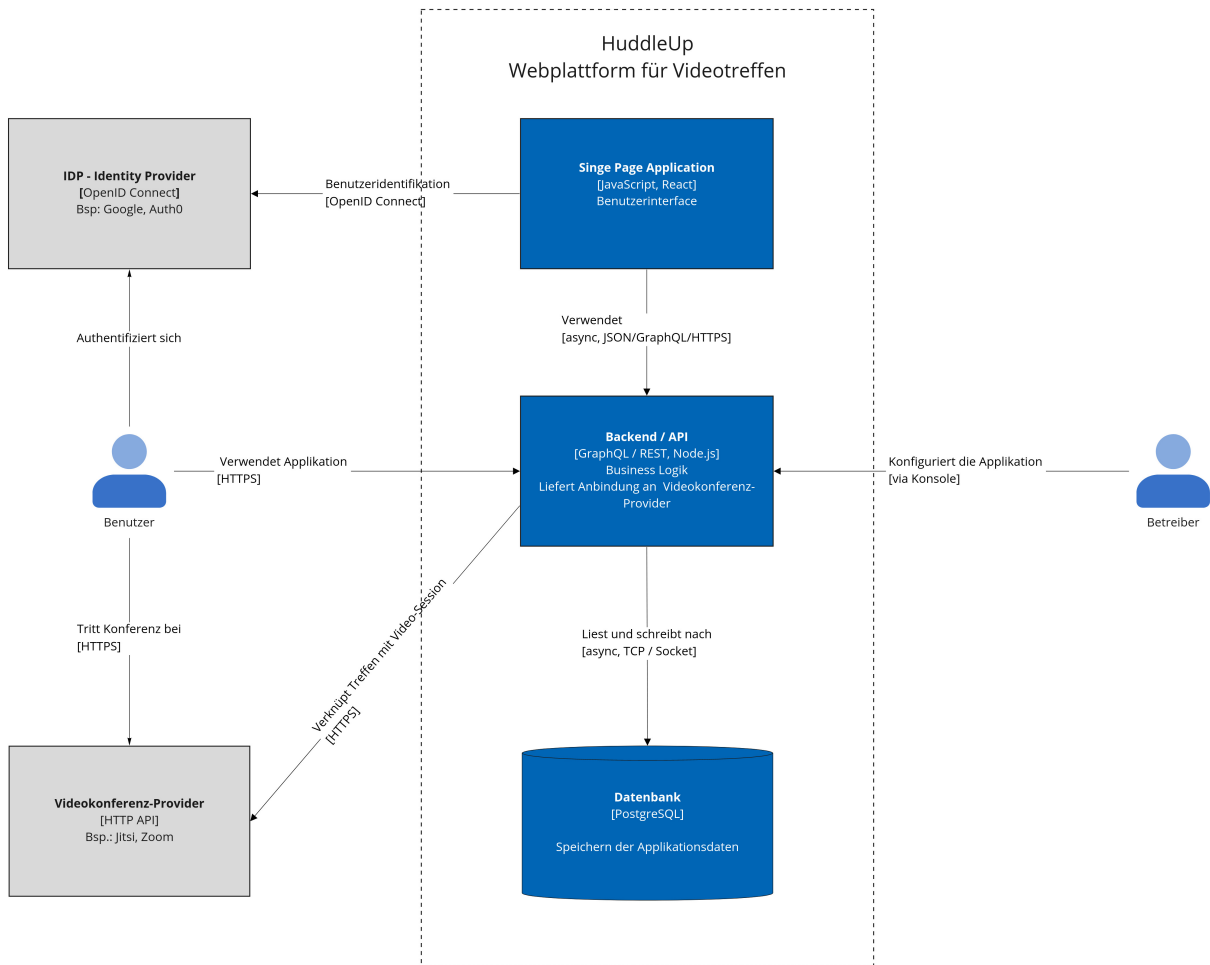 HuddleUp
Webplattform für Videotreffen
IDP - Identity Provider
[OpenID Connect]
Bsp: Google, Auth0
Benutzeridentifikation
[OpenID Connect]
Singe Page Application
[JavaScript, React]
Benutzerinterface
Authentifiziert sich
Verwendet
[async, JSON/GraphQL/HTTPS]
Benutzer
Verwendet Applikation
[HTTPS]
Backend / API
[GraphQL / REST, Node.js]
Business Logik
Liefert Anbindung an Videokonferenz-
Provider
Konfiguriert die Applikation
[via Konsole]
Betreiber
Tritt Konferenz bei
[HTTPS]
Verknüpt Treffen mit Video-Session
[HTTPS]
Liest und schreibt nach
[async, TCP / Socket]
Videokonferenz-Provider
[HTTP API]
Bsp.: Jitsi, Zoom
Datenbank
[PostgreSQL]
Speichern der Applikationsdaten